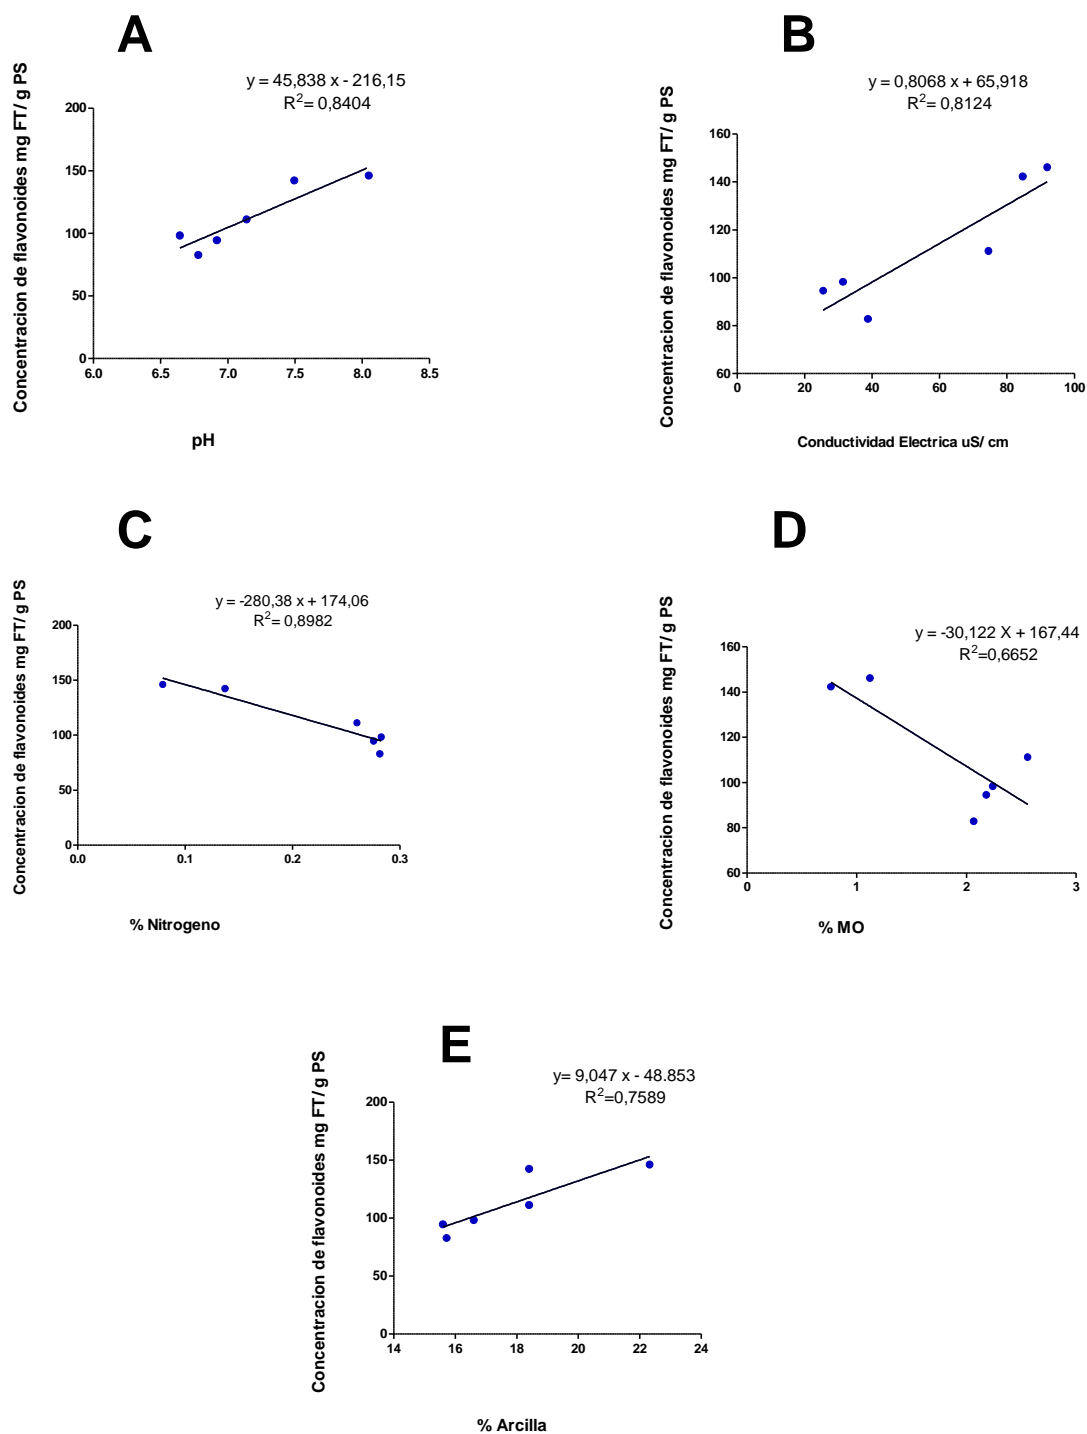 A
y = 45,838 x - 216,15
R²= 0,8404
Concentracion de flavonoides mg FT/ g PS
200
150
100
50
0
6.0 6.5 7.0 7.5 8.0 8.5
pH
B
y = 0,8068 x + 65,918
R²= 0,8124
Concentracion de flavonoides mg FT/ g PS
160
140
120
100
80
60
0 20 40 60 80 100
Conductividad Electrica uS/ cm
C
y = -280,38 x + 174,06
R²= 0,8982
Concentracion de flavonoides mg FT/ g PS
200
150
100
50
0
0.0 0.1 0.2 0.3
% Nitrogeno
D
y = -30,122 X + 167,44
R²=0,6652
Concentracion de flavonoides mg FT/ g PS
160
140
120
100
80
60
0 1 2 3
% MO
E
y= 9,047 x - 48.853
R²=0,7589
Concentracion de flavonoides mg FT/ g PS
200
150
100
50
0
14 16 18 20 22 24
% Arcilla